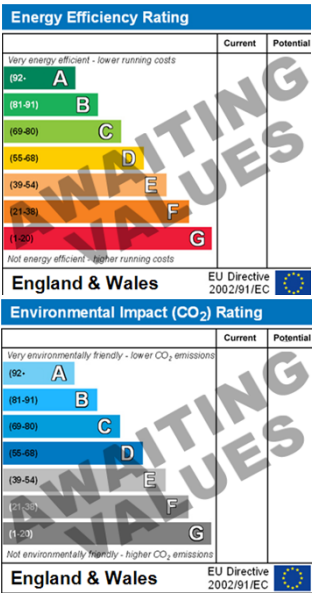 Energy Efficiency Rating
Current Potential
Very energy efficient - lower running costs
(92- A
(81-91) B
(69-80) C
(55-68) D
(39-54) E
(21-38) F
(1-20) G
Not energy efficient - higher running costs
AWAITING
VALUES
England & Wales
EU Directive
2002/91/EC
Environmental Impact (CO2) Rating
Current Potential
Very environmentally friendly - lower CO2 emissions
(92- A
(81-91) B
(69-80) C
(55-68) D
(39-54) E
(21-38) F
(1-20) G
Not environmentally friendly - higher CO2 emissions
AWAITING
VALUES
England & Wales
EU Directive
2002/91/EC